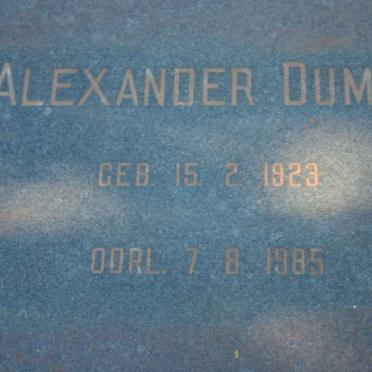 ALEXANDER DUM
GEB. 15. 2. 1923
OORL. 7. 8. 1985